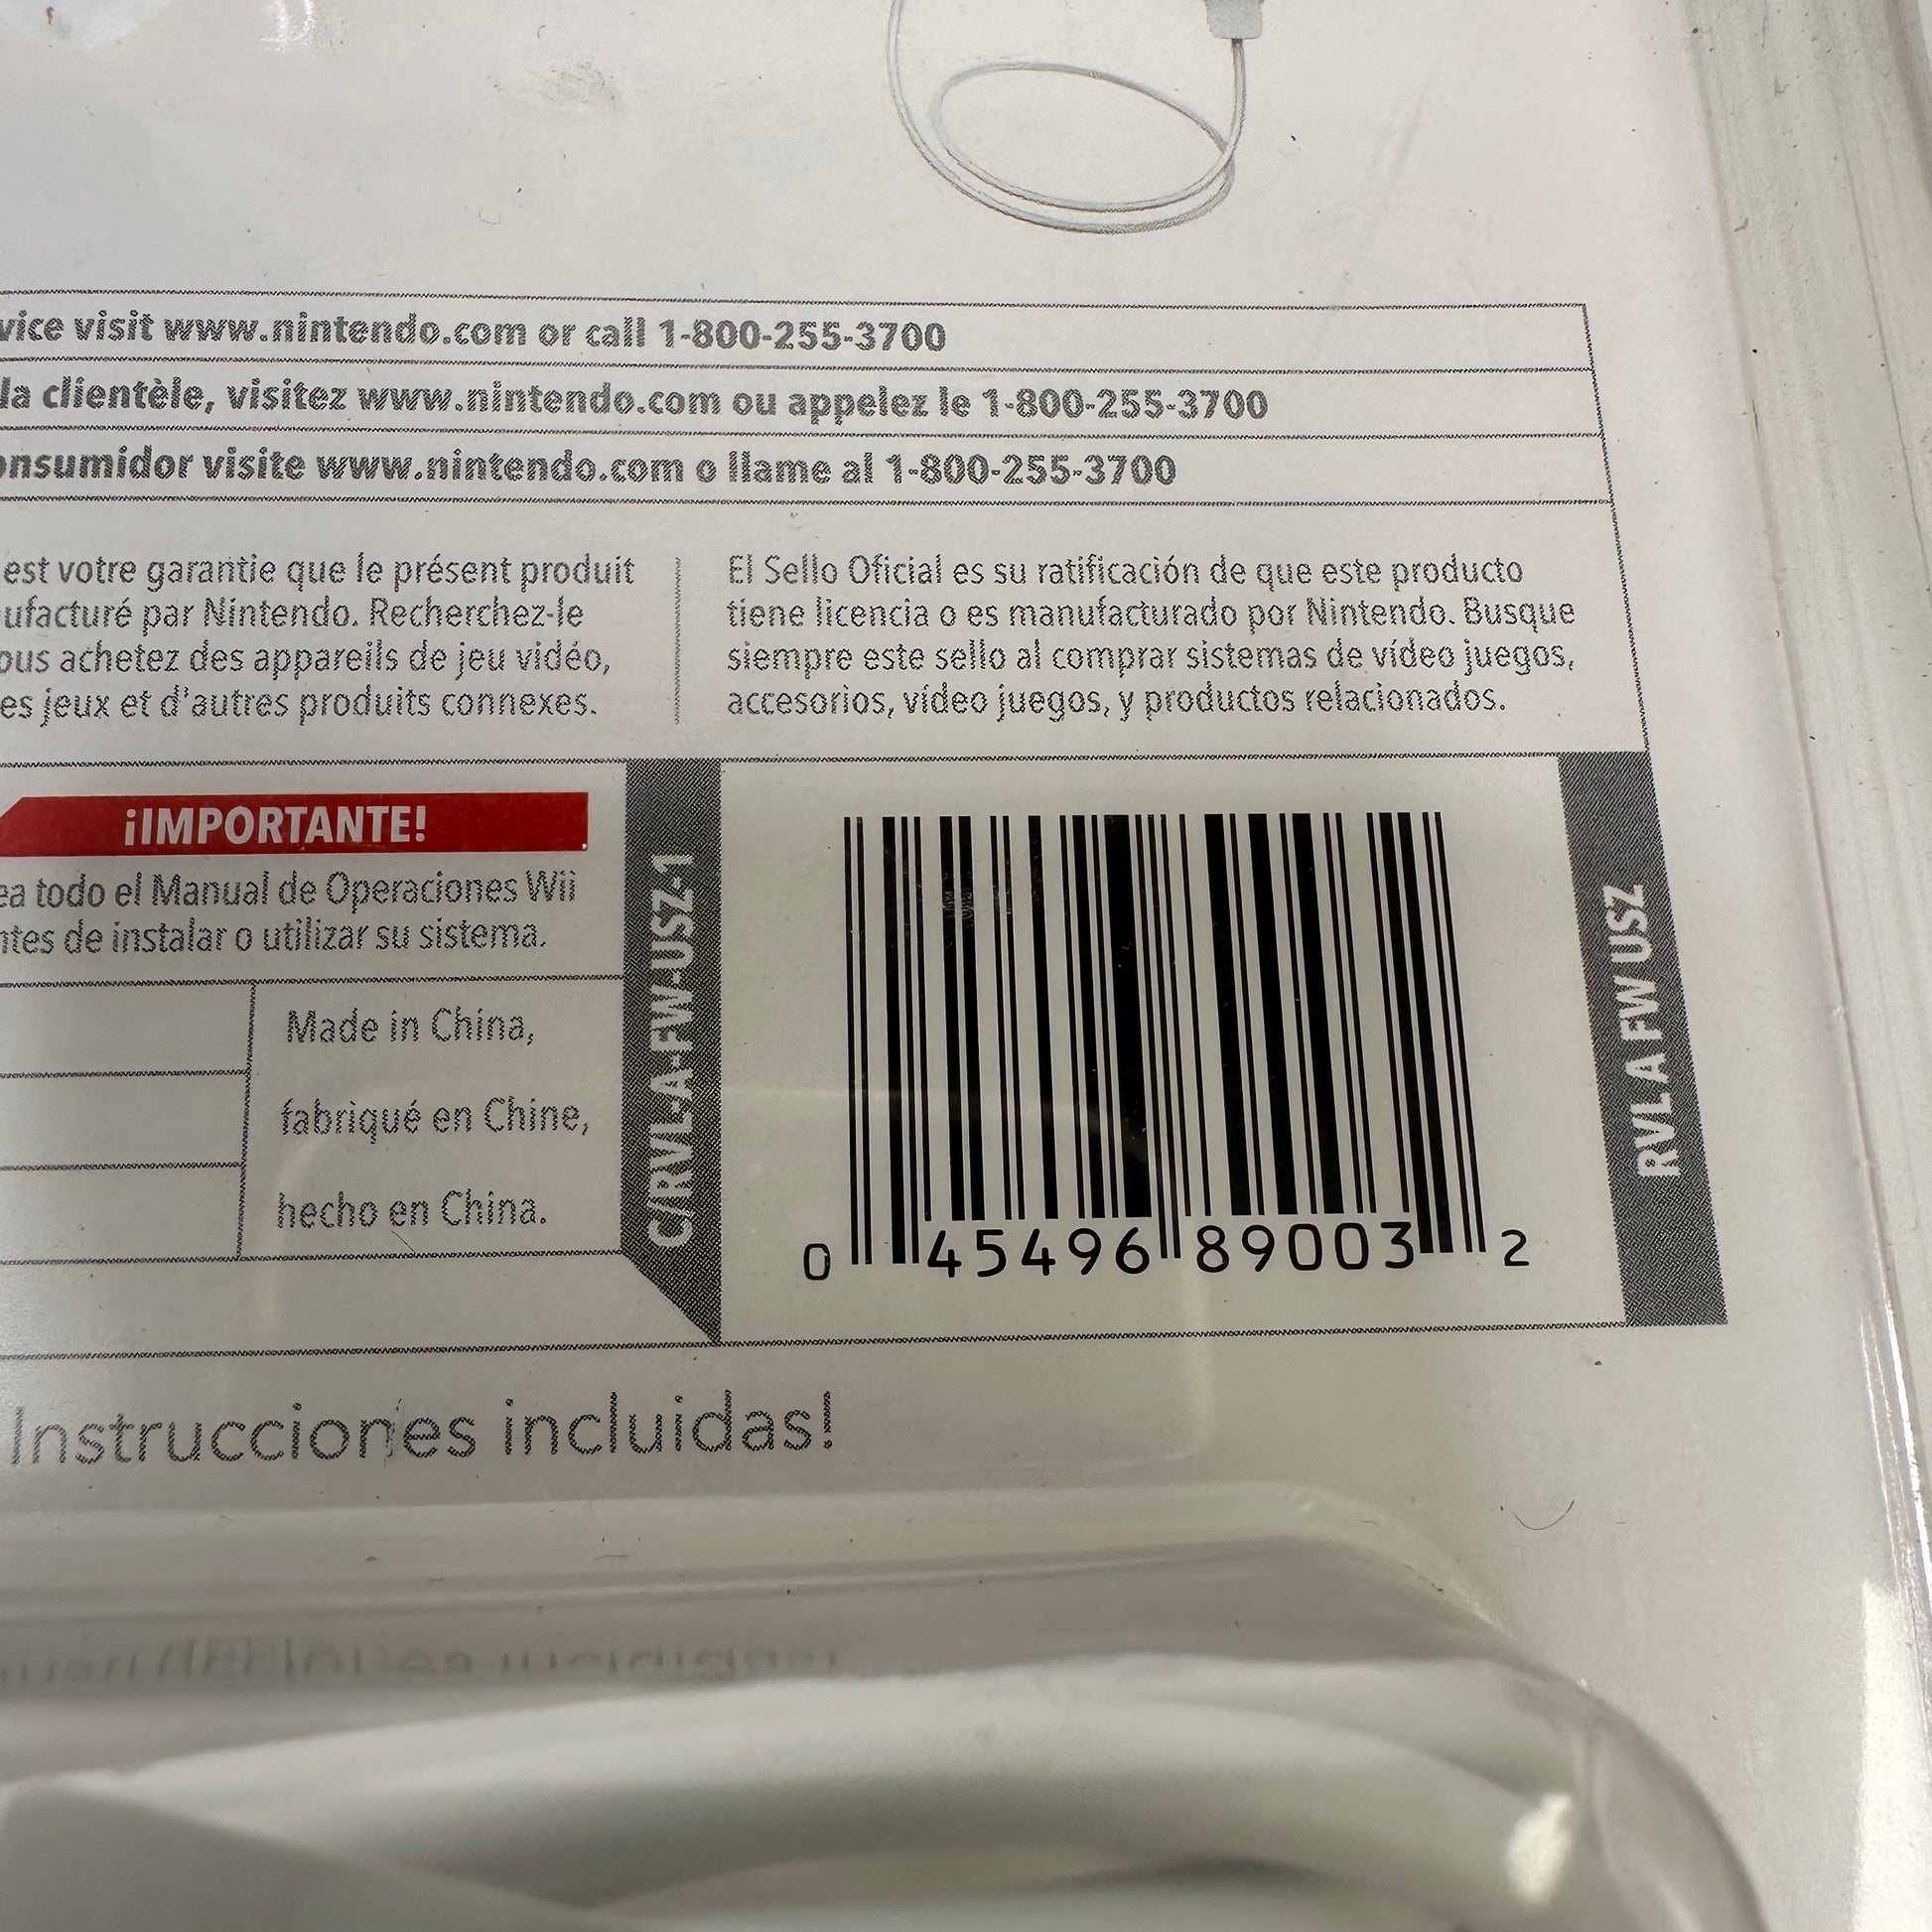 vice visit www.nintendo.com or call 1-800-255-3700
la clientèle, visitez www.nintendo.com ou appelez le 1-800-255-3700
onsumidor visite www.nintendo.com o llame al 1-800-255-3700
est votre garantie que le présent produit
ufacturé par Nintendo. Recherchez-le
ous achetez des appareils de jeu vidéo,
es jeux et d'autres produits connexes.
El Sello Oficial es su ratificación de que este producto
tiene licencia o es manufacturado por Nintendo. Busque
siempre este sello al comprar sistemas de vídeo juegos,
accesorios, vídeo juegos, y productos relacionados.
¡IMPORTANTE!
ea todo el Manual de Operaciones Wii
ntes de instalar o utilizar su sistema.
Made in China,
fabriqué en Chine,
hecho en China.
C/RVL-A-FW-USZ-1
0 45496 89003 2
RVL A FW USZ
Instrucciones incluidas!